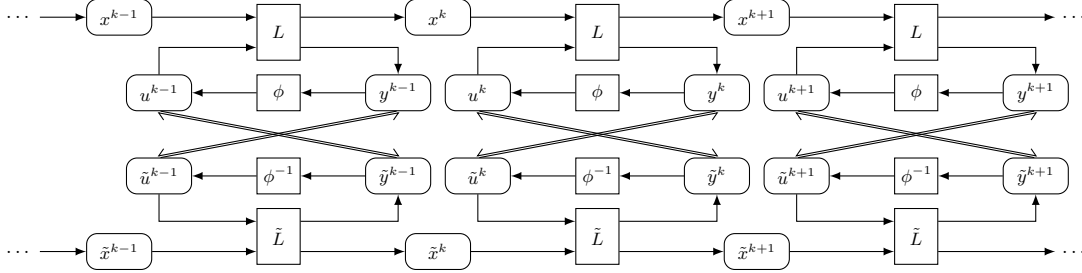 ⋯ x^{k-1} L x^k L x^{k+1} L ⋯
u^{k-1} ϕ y^{k-1} u^k ϕ y^k u^{k+1} ϕ y^{k+1}
ũ^{k-1} ϕ^{-1} ỹ^{k-1} ũ^k ϕ^{-1} ỹ^k ũ^{k+1} ϕ^{-1} ỹ^{k+1}
⋯ x̃^{k-1} L̃ x̃^k L̃ x̃^{k+1} L̃ ⋯